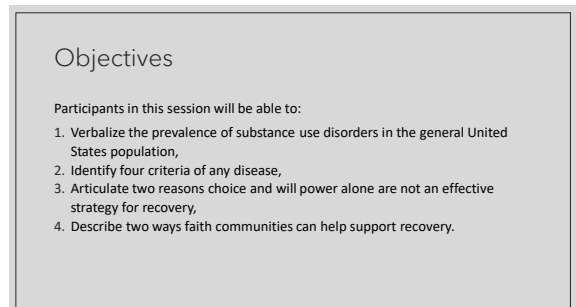 Objectives
Participants in this session will be able to:
1. Verbalize the prevalence of substance use disorders in the general United
States population,
2. Identify four criteria of any disease,
3. Articulate two reasons choice and will power alone are not an effective
strategy for recovery,
4. Describe two ways faith communities can help support recovery.